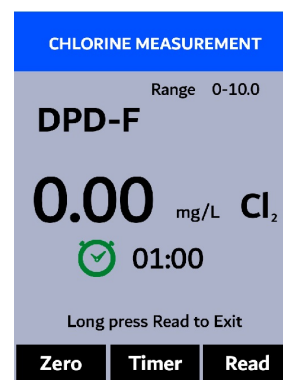 CHLORINE MEASUREMENT
Range 0-10.0
DPD-F
0.00 mg/L Cl₂
01:00
Long press Read to Exit
Zero Timer Read